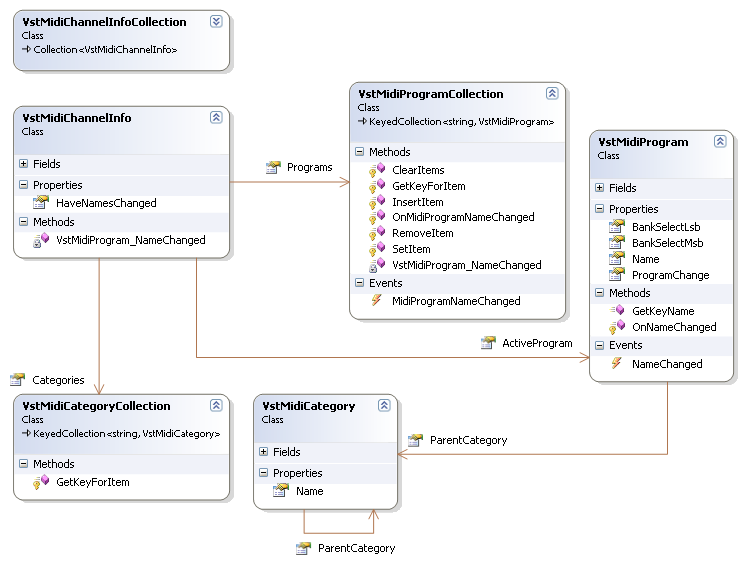 VstMidiChannelInfoCollection
Class
Collection<VstMidiChannelInfo>
VstMidiChannelInfo
Class
Fields
Properties
HaveNamesChanged
Methods
VstMidiProgram_NameChanged
Programs
VstMidiProgramCollection
Class
KeyedCollection<string, VstMidiProgram>
Methods
ClearItems
GetKeyForItem
InsertItem
OnMidiProgramNameChanged
RemoveItem
SetItem
VstMidiProgram_NameChanged
Events
MidiProgramNameChanged
VstMidiProgram
Class
Fields
Properties
BankSelectLsb
BankSelectMsb
Name
ProgramChange
Methods
GetKeyName
OnNameChanged
Events
NameChanged
ActiveProgram
Categories
VstMidiCategoryCollection
Class
KeyedCollection<string, VstMidiCategory>
Methods
GetKeyForItem
VstMidiCategory
Class
Fields
Properties
Name
ParentCategory
ParentCategory